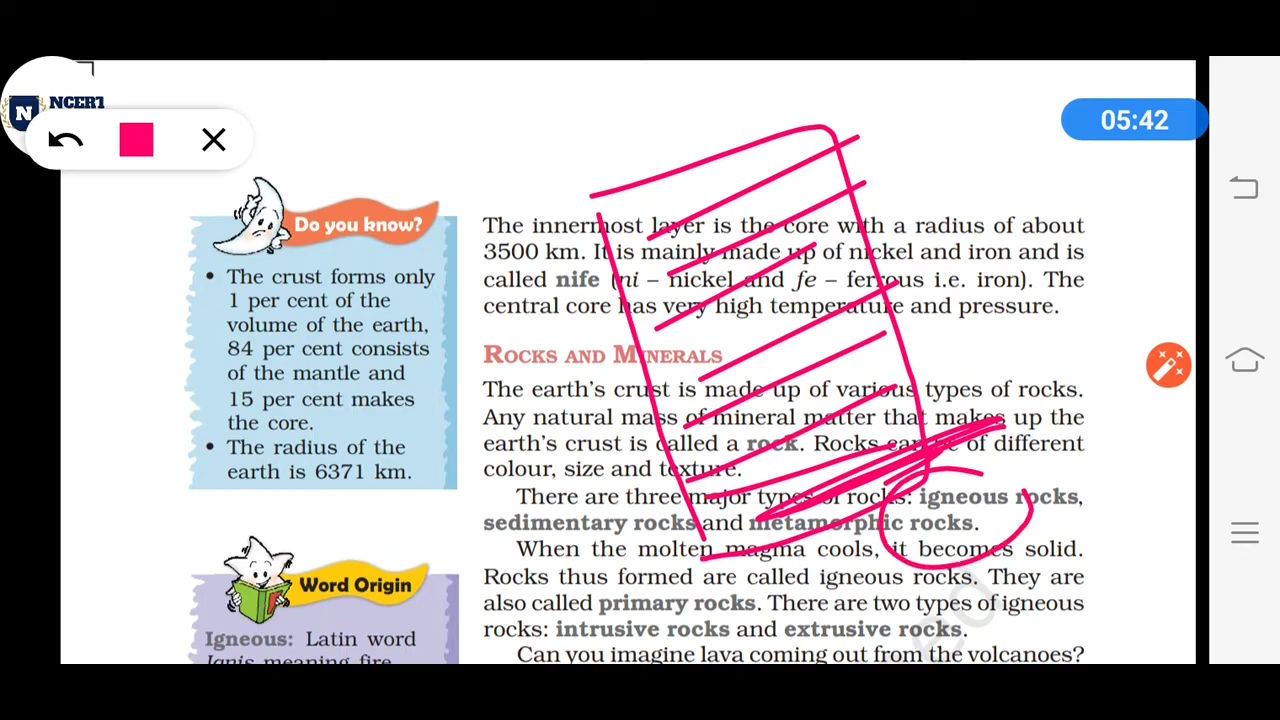 NCERT
N
05:42
Do you know?
• The crust forms only
1 per cent of the
volume of the earth,
84 per cent consists
of the mantle and
15 per cent makes
the core.
• The radius of the
earth is 6371 km.
Word Origin
Igneous: Latin word
Ignis meaning fire
The innermost layer is the core with a radius of about
3500 km. It is mainly made up of nickel and iron and is
called nife (ni – nickel and fe – ferrous i.e. iron). The
central core has very high temperature and pressure.
ROCKS AND MINERALS
The earth's crust is made up of various types of rocks.
Any natural mass of mineral matter that makes up the
earth's crust is called a rock. Rocks can be of different
colour, size and texture.
There are three major types of rocks: igneous rocks,
sedimentary rocks and metamorphic rocks.
When the molten magma cools, it becomes solid.
Rocks thus formed are called igneous rocks. They are
also called primary rocks. There are two types of igneous
rocks: intrusive rocks and extrusive rocks.
Can you imagine lava coming out from the volcanoes?